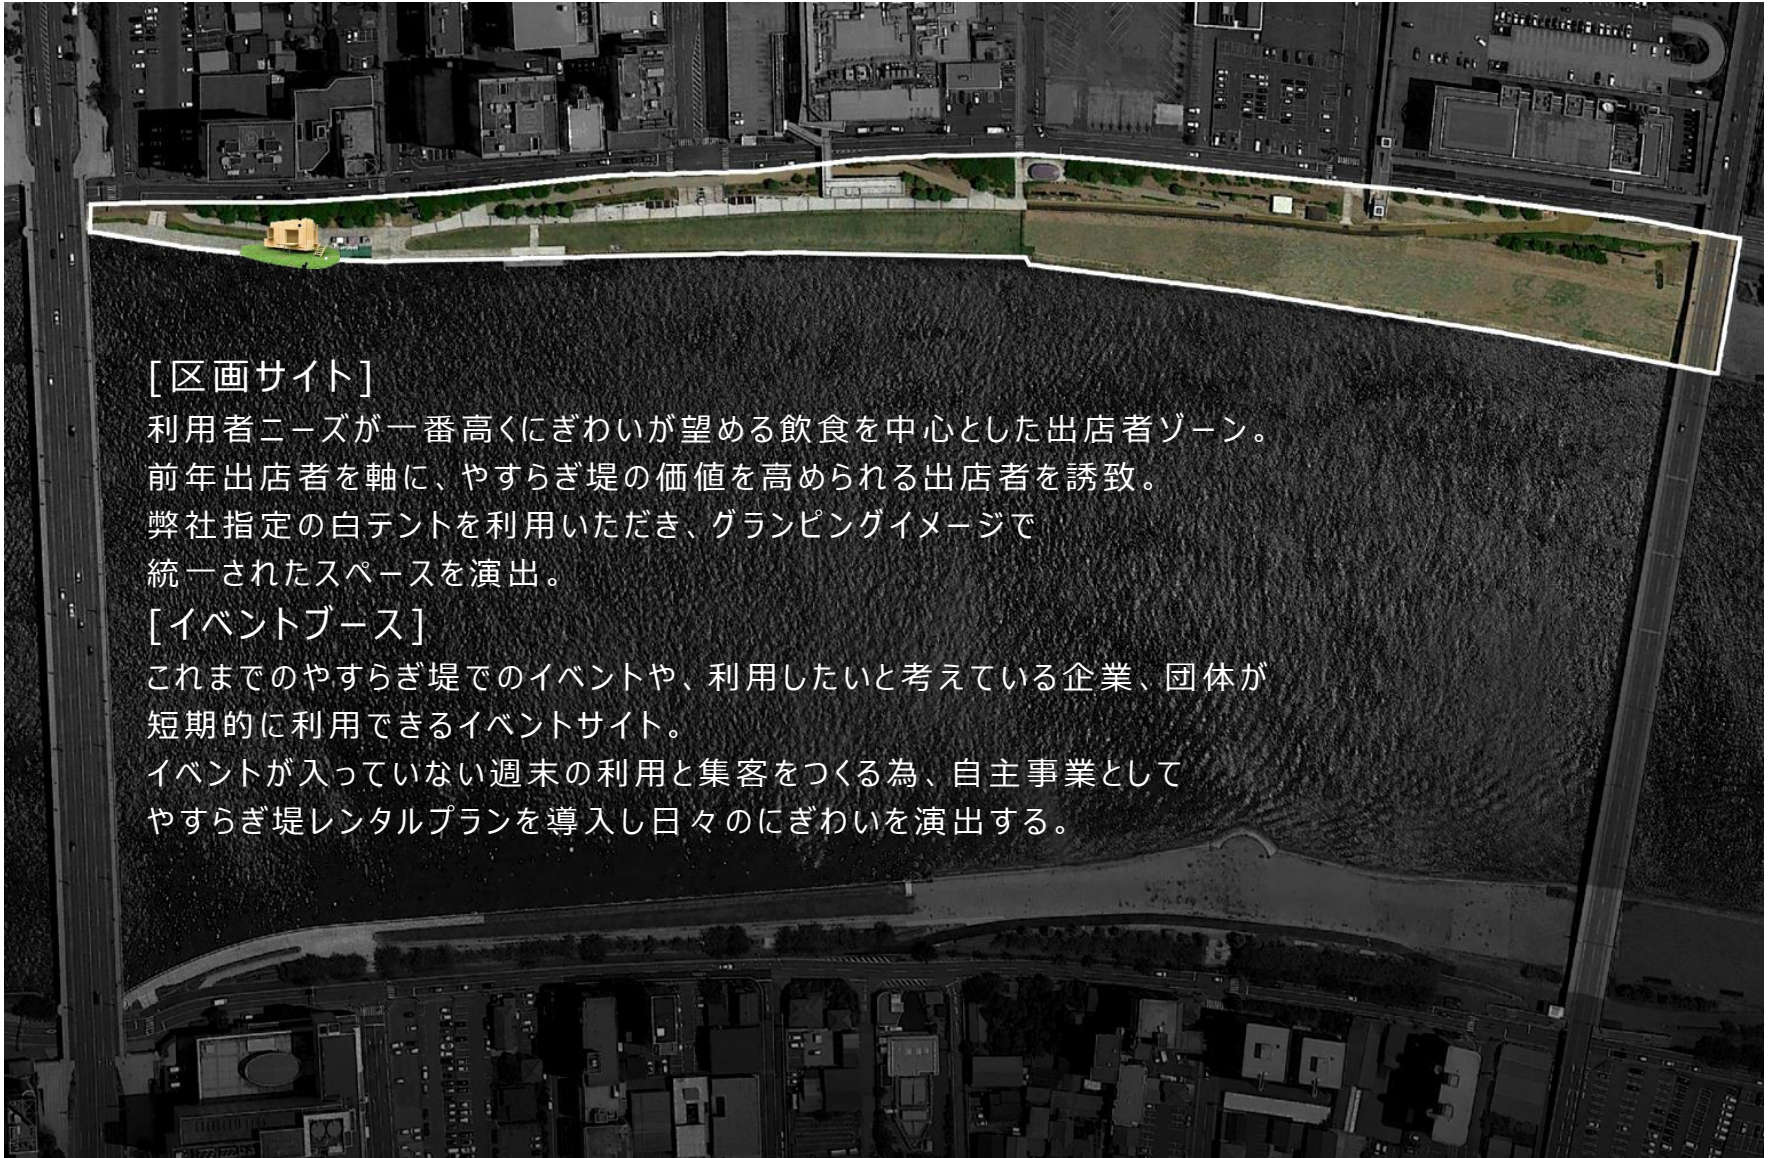 [区画サイト]
利用者ニーズが一番高くにぎわいが望める飲食を中心とした出店者ゾーン。
前年出店者を軸に、やすらぎ堤の価値を高められる出店者を誘致。
弊社指定の白テントを利用いただき、グランピングイメージで
統一されたスペースを演出。
[イベントブース]
これまでのやすらぎ堤でのイベントや、利用したいと考えている企業、団体が
短期的に利用できるイベントサイト。
イベントが入っていない週末の利用と集客をつくる為、自主事業として
やすらぎ堤レンタルプランを導入し日々のにぎわいを演出する。